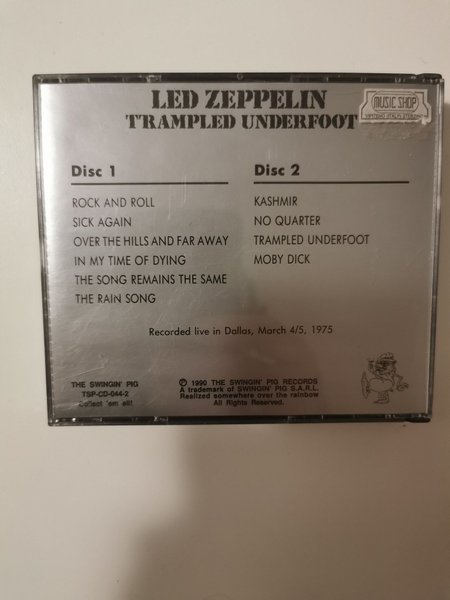 LED ZEPPELIN
TRAMPLED UNDERFOOT
MUSIC SHOP
Disc 1
ROCK AND ROLL
SICK AGAIN
OVER THE HILLS AND FAR AWAY
IN MY TIME OF DYING
THE SONG REMAINS THE SAME
THE RAIN SONG
Disc 2
KASHMIR
NO QUARTER
TRAMPLED UNDERFOOT
MOBY DICK
Recorded live in Dallas, March 4/5, 1975
THE SWINGIN' PIG
TSP-CD-044-2
Collect 'em all!
℗ 1990 THE SWINGIN' PIG RECORDS
A trademark of SWINGIN' PIG S.A.R.L.
Realized somewhere over the rainbow
All Rights Reserved.